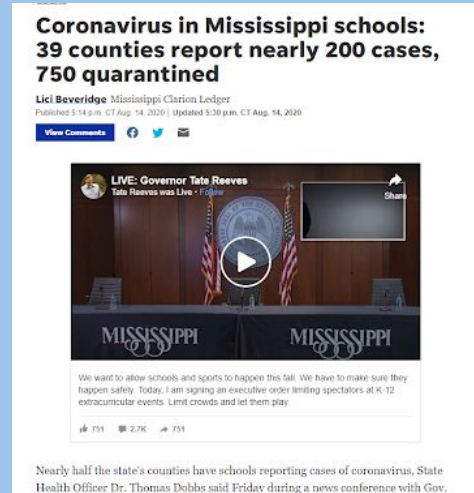 Coronavirus in Mississippi schools:
39 counties report nearly 200 cases,
750 quarantined
Lici Beveridge Mississippi Clarion Ledger
Published 5:14 p.m. CT Aug. 14, 2020 | Updated 5:30 p.m. CT Aug. 14, 2020
View Comments
LIVE: Governor Tate Reeves
Tate Reeves was Live · Follow
Share
MISSISSIPPI MISSISSIPPI
We want to allow schools and sports to happen this fall. We have to make sure they
happen safely. Today, I am signing an executive order limiting spectators at K-12
extracurricular events. Limit crowds and let them play.
751 2.7K 751
Nearly half the state's counties have schools reporting cases of coronavirus, State
Health Officer Dr. Thomas Dobbs said Friday during a news conference with Gov.